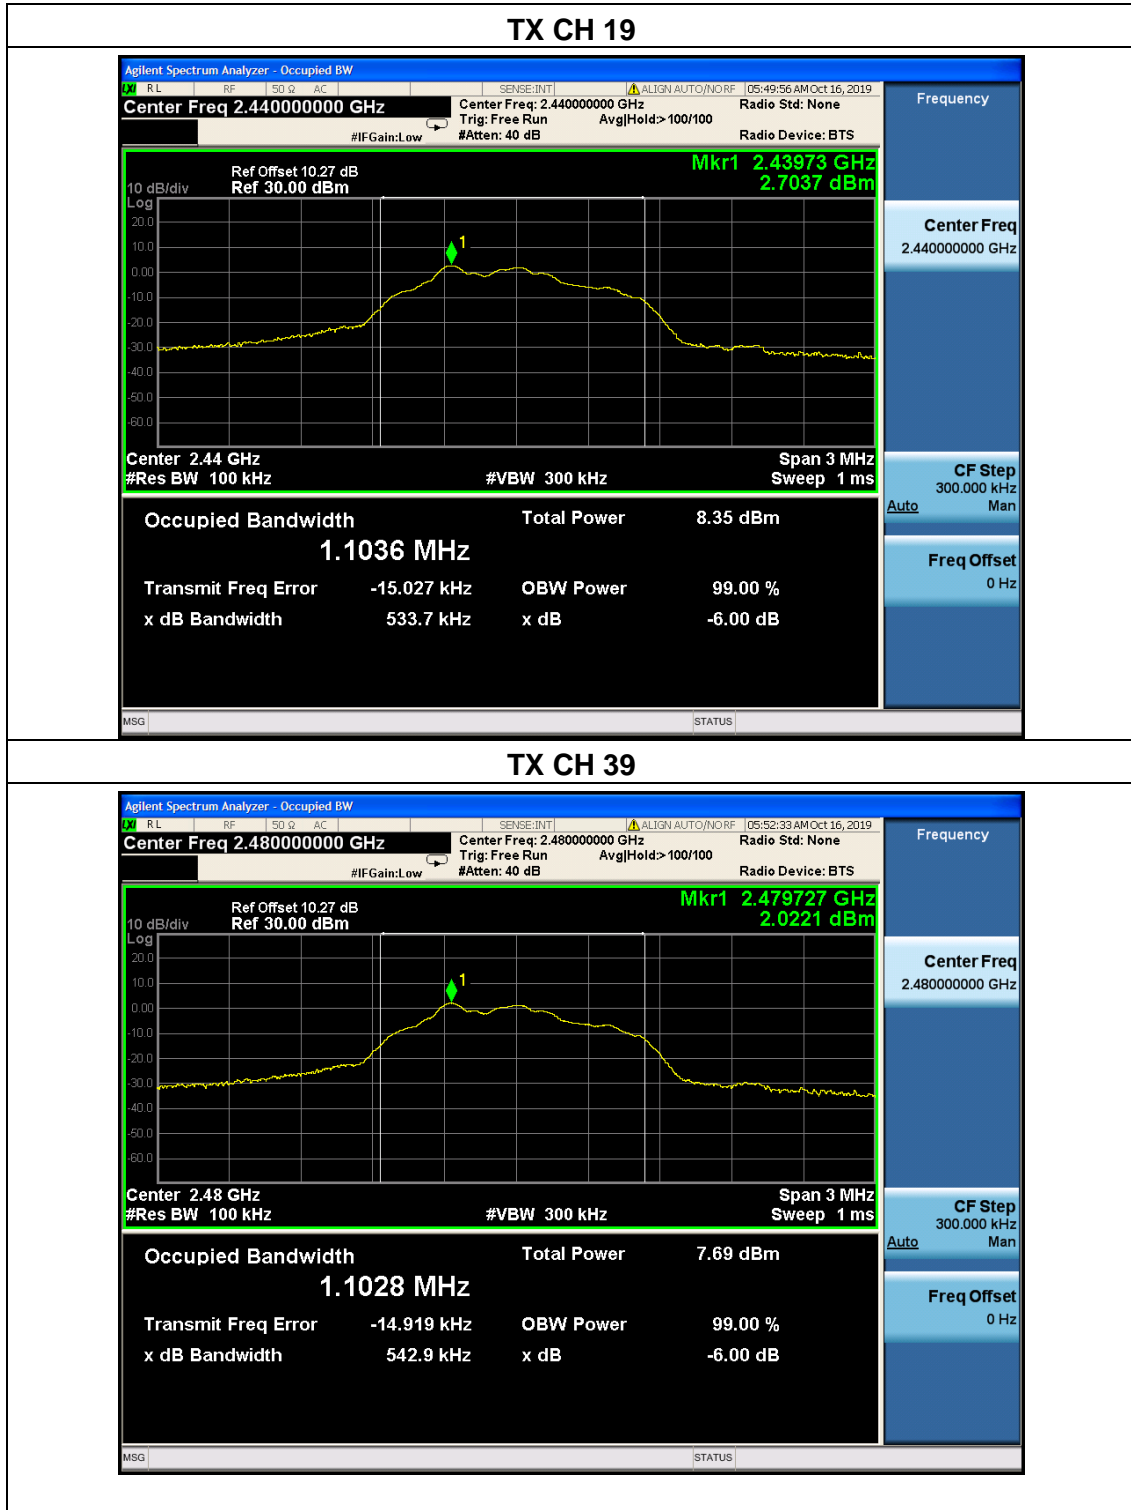 TX CH 19
Agilent Spectrum Analyzer - Occupied BW
LXI RL RF 50 Ω AC SENSE:INT ALIGN AUTO/NO RF 05:49:56 AM Oct 16, 2019
Center Freq 2.440000000 GHz
Center Freq: 2.440000000 GHz Radio Std: None
Trig: Free Run Avg|Hold:>100/100
#IFGain:Low #Atten: 40 dB Radio Device: BTS
Frequency
Mkr1 2.43973 GHz
2.7037 dBm
Ref Offset 10.27 dB
10 dB/div Ref 30.00 dBm
Log
20.0
10.0
0.00
-10.0
-20.0
-30.0
-40.0
-50.0
-60.0
1
Center 2.44 GHz Span 3 MHz
#Res BW 100 kHz #VBW 300 kHz Sweep 1 ms
Occupied Bandwidth Total Power 8.35 dBm
1.1036 MHz
Transmit Freq Error -15.027 kHz OBW Power 99.00 %
x dB Bandwidth 533.7 kHz x dB -6.00 dB
Center Freq
2.440000000 GHz
CF Step
300.000 kHz
Auto Man
Freq Offset
0 Hz
MSG STATUS
TX CH 39
Agilent Spectrum Analyzer - Occupied BW
LXI RL RF 50 Ω AC SENSE:INT ALIGN AUTO/NO RF 05:52:33 AM Oct 16, 2019
Center Freq 2.480000000 GHz
Center Freq: 2.480000000 GHz Radio Std: None
Trig: Free Run Avg|Hold:>100/100
#IFGain:Low #Atten: 40 dB Radio Device: BTS
Frequency
Mkr1 2.479727 GHz
2.0221 dBm
Ref Offset 10.27 dB
10 dB/div Ref 30.00 dBm
Log
20.0
10.0
0.00
-10.0
-20.0
-30.0
-40.0
-50.0
-60.0
1
Center 2.48 GHz Span 3 MHz
#Res BW 100 kHz #VBW 300 kHz Sweep 1 ms
Occupied Bandwidth Total Power 7.69 dBm
1.1028 MHz
Transmit Freq Error -14.919 kHz OBW Power 99.00 %
x dB Bandwidth 542.9 kHz x dB -6.00 dB
Center Freq
2.480000000 GHz
CF Step
300.000 kHz
Auto Man
Freq Offset
0 Hz
MSG STATUS